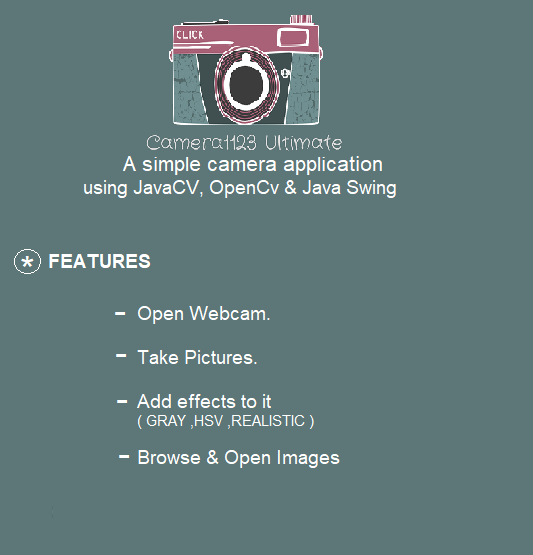 CLICK
Camera1123 Ultimate
A simple camera application
using JavaCV, OpenCv & Java Swing
* FEATURES
- Open Webcam.
- Take Pictures.
- Add effects to it
( GRAY ,HSV ,REALISTIC )
- Browse & Open Images